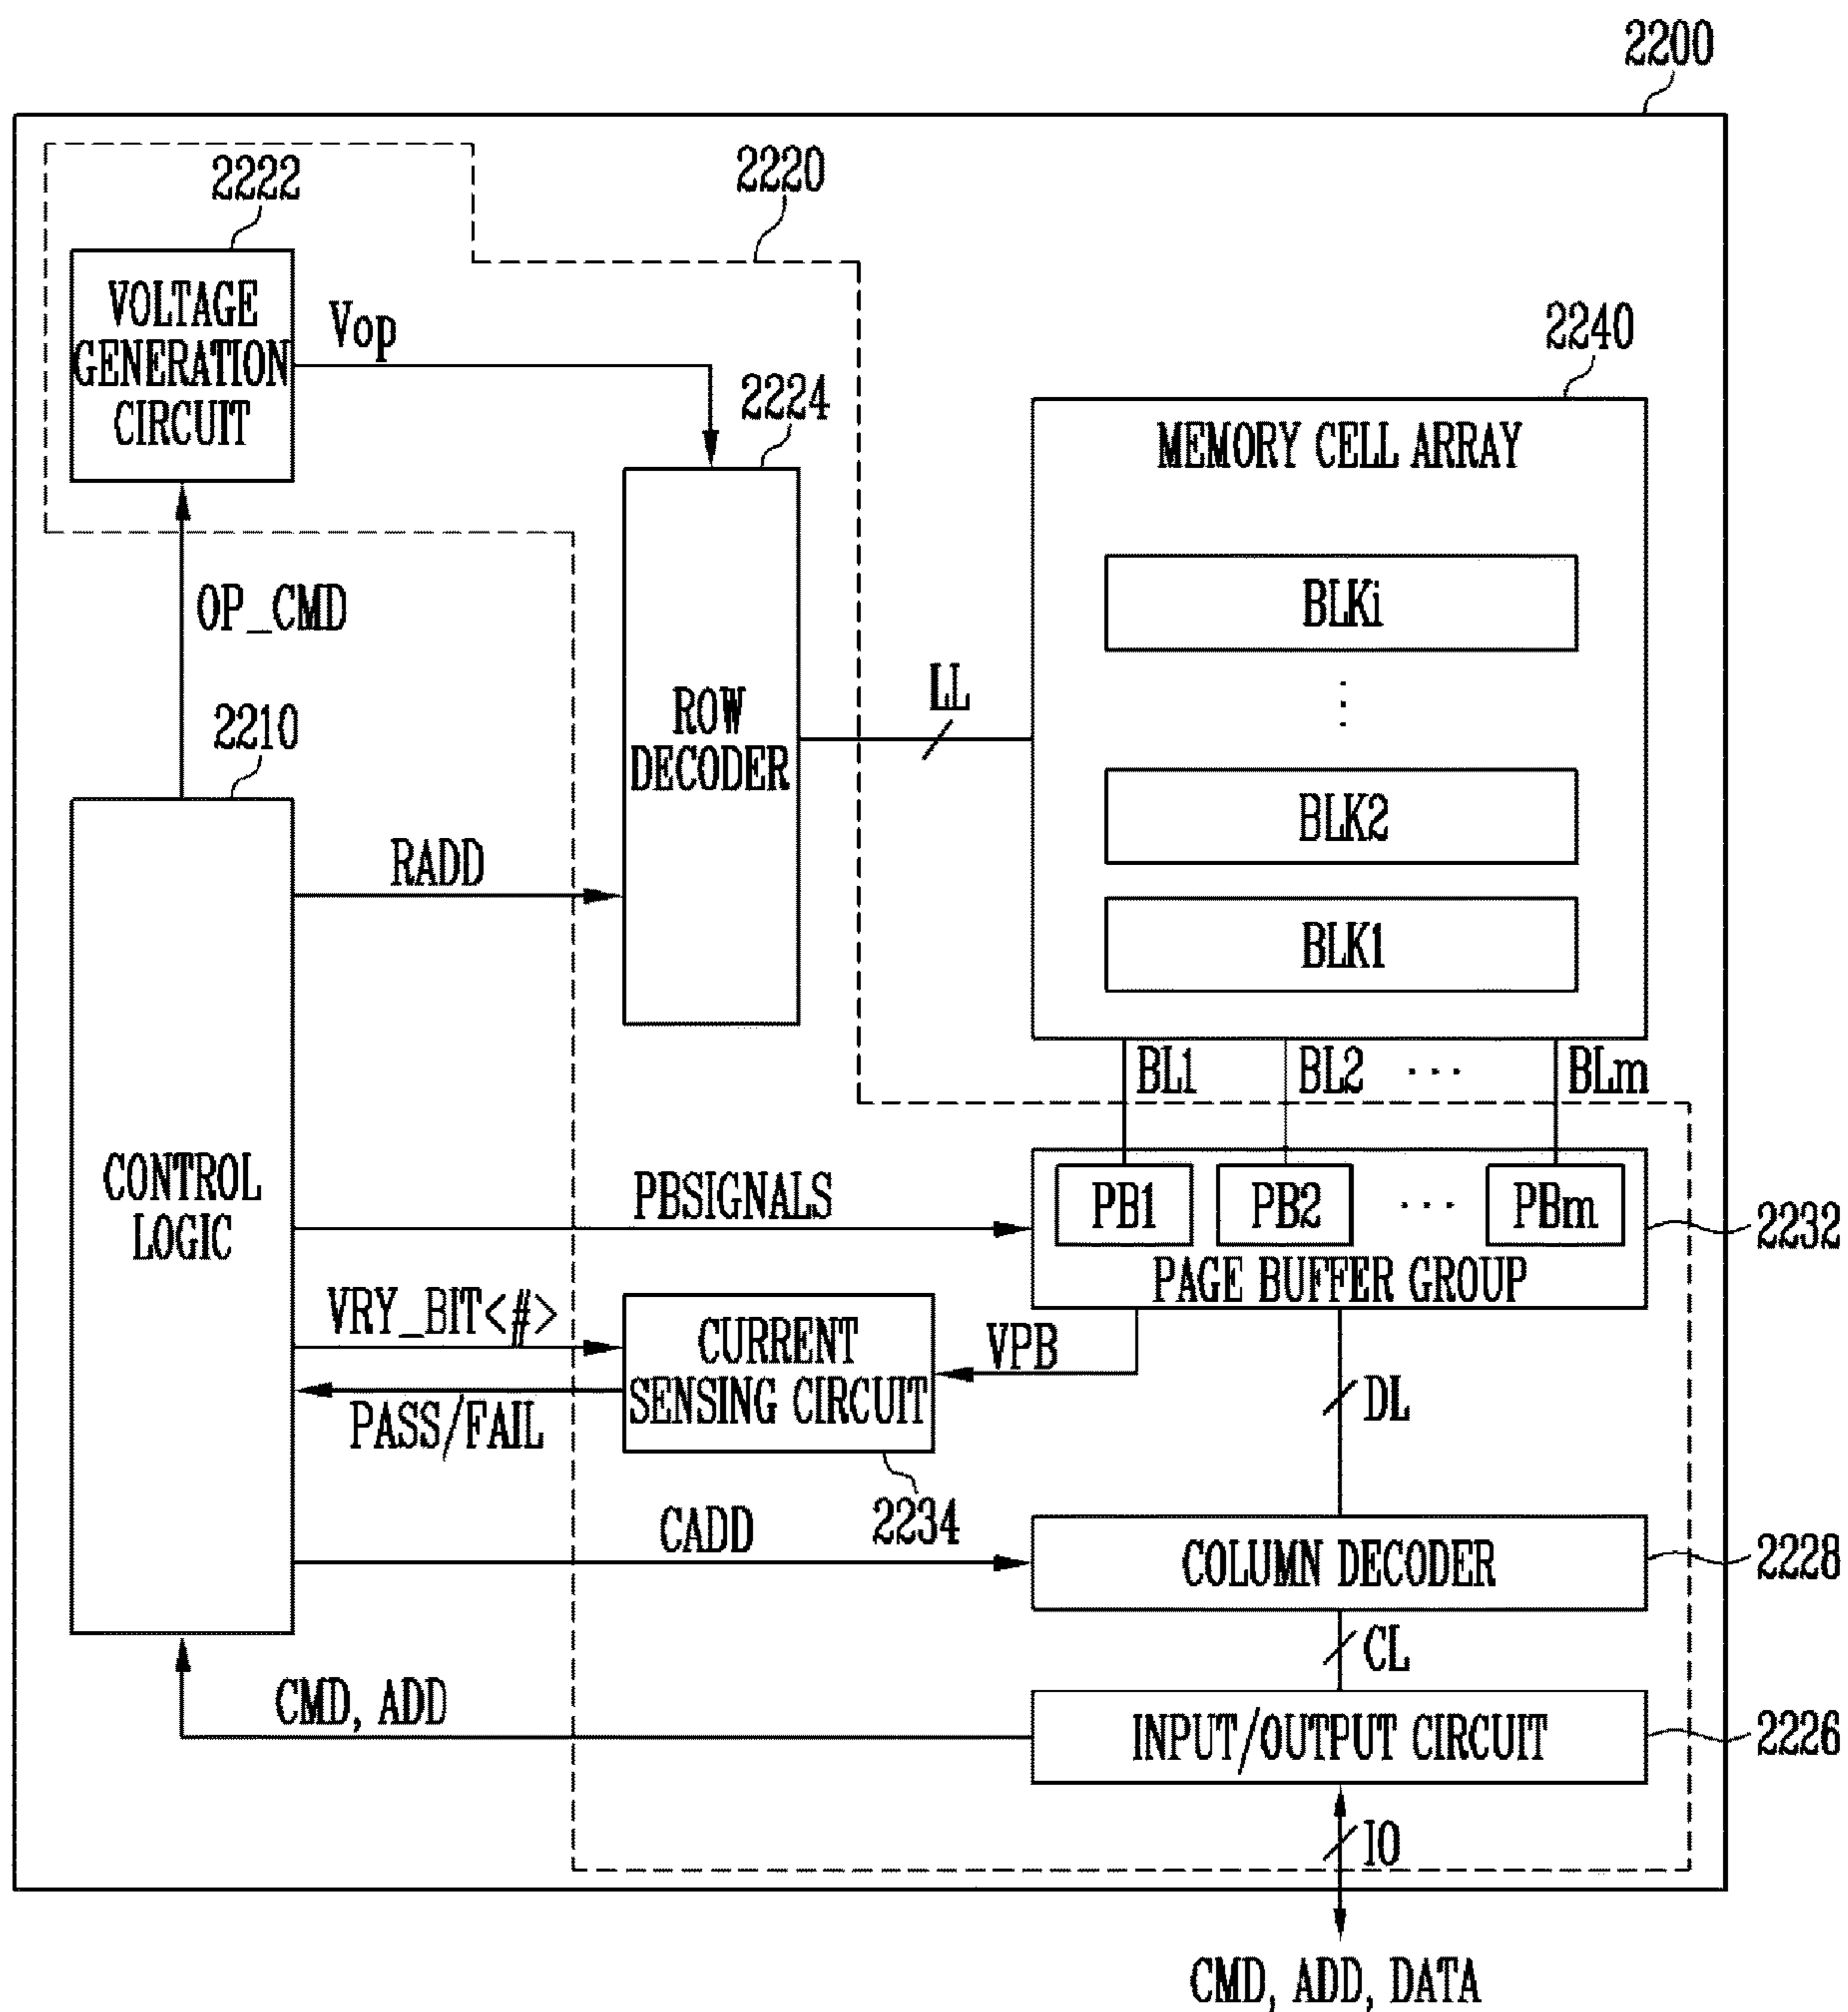 2200
2222
2220
VOLTAGE
GENERATION
CIRCUIT
Vop
2224
2240
MEMORY CELL ARRAY
BLKi
OP_CMD
LL
ROW
DECODER
2210
BLK2
RADD
BLK1
BL1
BL2
...
BLm
CONTROL
LOGIC
PBSIGNALS
PB1
PB2
...
PBm
PAGE BUFFER GROUP
2232
VRY_BIT<#>
CURRENT
SENSING CIRCUIT
VPB
PASS/FAIL
DL
2234
CADD
COLUMN DECODER
2228
CL
CMD, ADD
INPUT/OUTPUT CIRCUIT
2226
IO
CMD, ADD, DATA